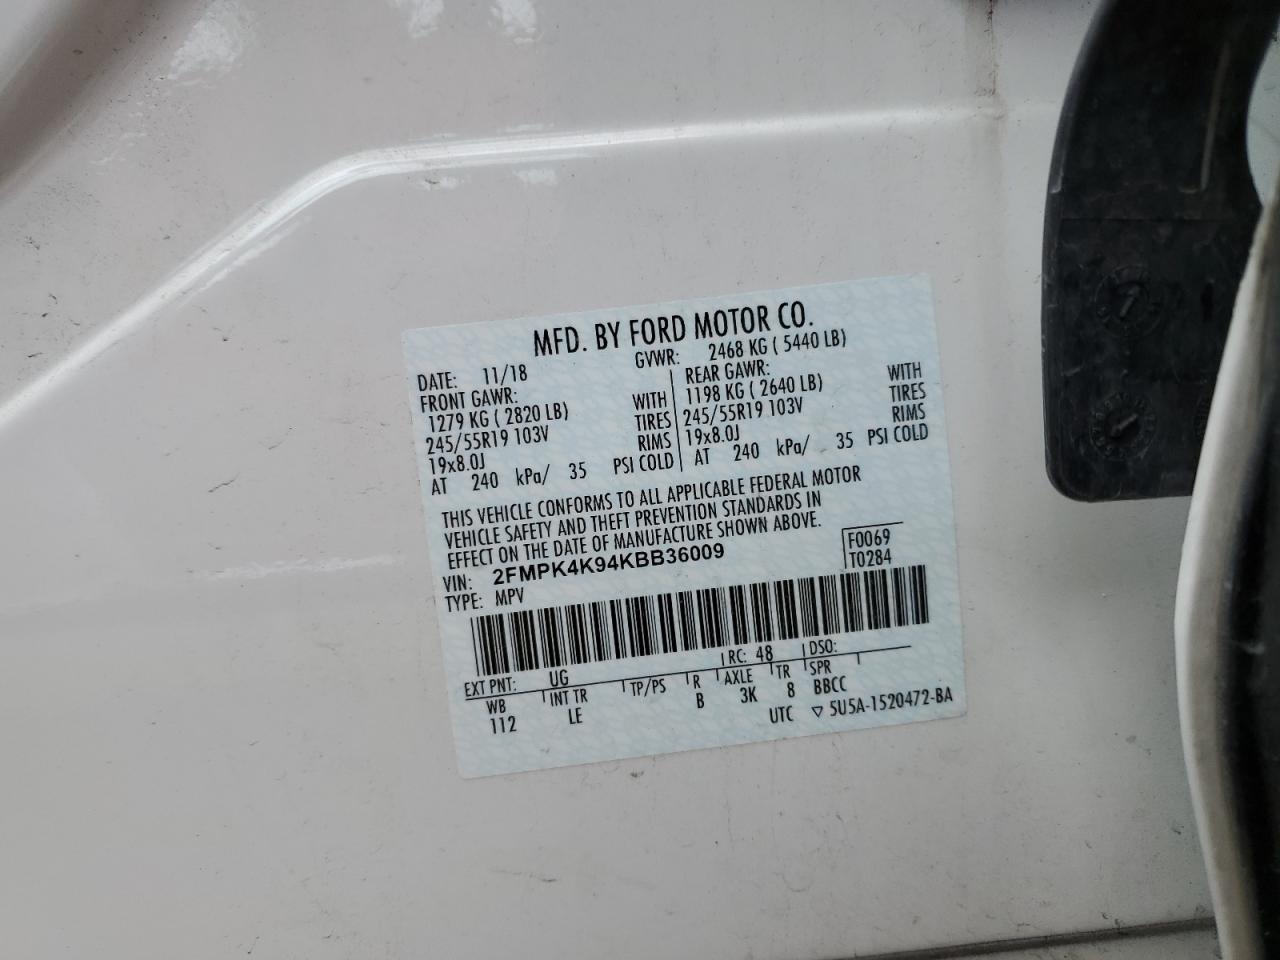 MFD. BY FORD MOTOR CO.
DATE: 11/18 GVWR: 2468 KG ( 5440 LB)
FRONT GAWR: REAR GAWR:
1279 KG ( 2820 LB) WITH 1198 KG ( 2640 LB) WITH
245/55R19 103V TIRES 245/55R19 103V TIRES
19x8.0J RIMS 19x8.0J RIMS
AT 240 kPa/ 35 PSI COLD AT 240 kPa/ 35 PSI COLD
THIS VEHICLE CONFORMS TO ALL APPLICABLE FEDERAL MOTOR
VEHICLE SAFETY AND THEFT PREVENTION STANDARDS IN
EFFECT ON THE DATE OF MANUFACTURE SHOWN ABOVE.
VIN: 2FMPK4K94KBB36009 F0069
TYPE: MPV T0284
EXT PNT: UG RC: 48 DSO:
WB INT TR TP/PS R AXLE TR SPR
112 LE B 3K 8 BBCC
UTC ▽ 5U5A-1520472-BA